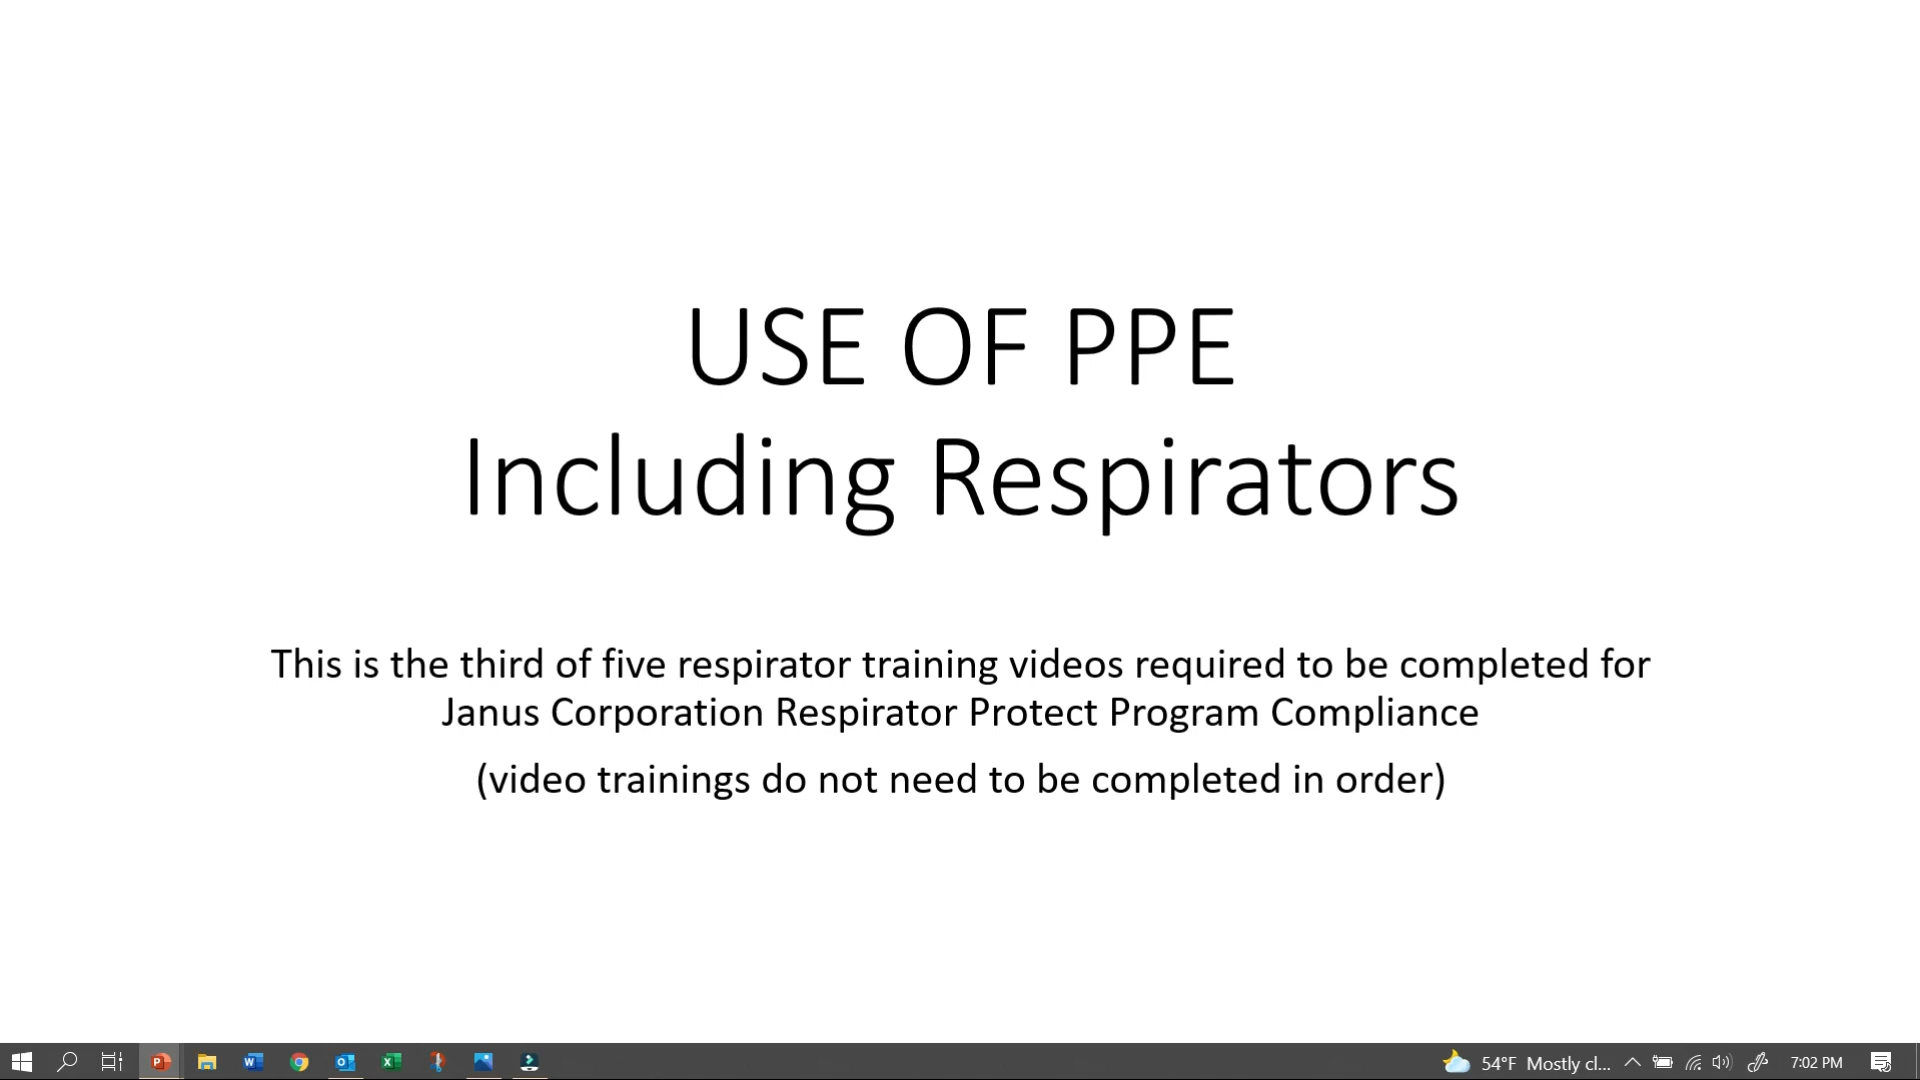 USE OF PPE
Including Respirators
This is the third of five respirator training videos required to be completed for
Janus Corporation Respirator Protect Program Compliance
(video trainings do not need to be completed in order)
54°F Mostly cl... 7:02 PM